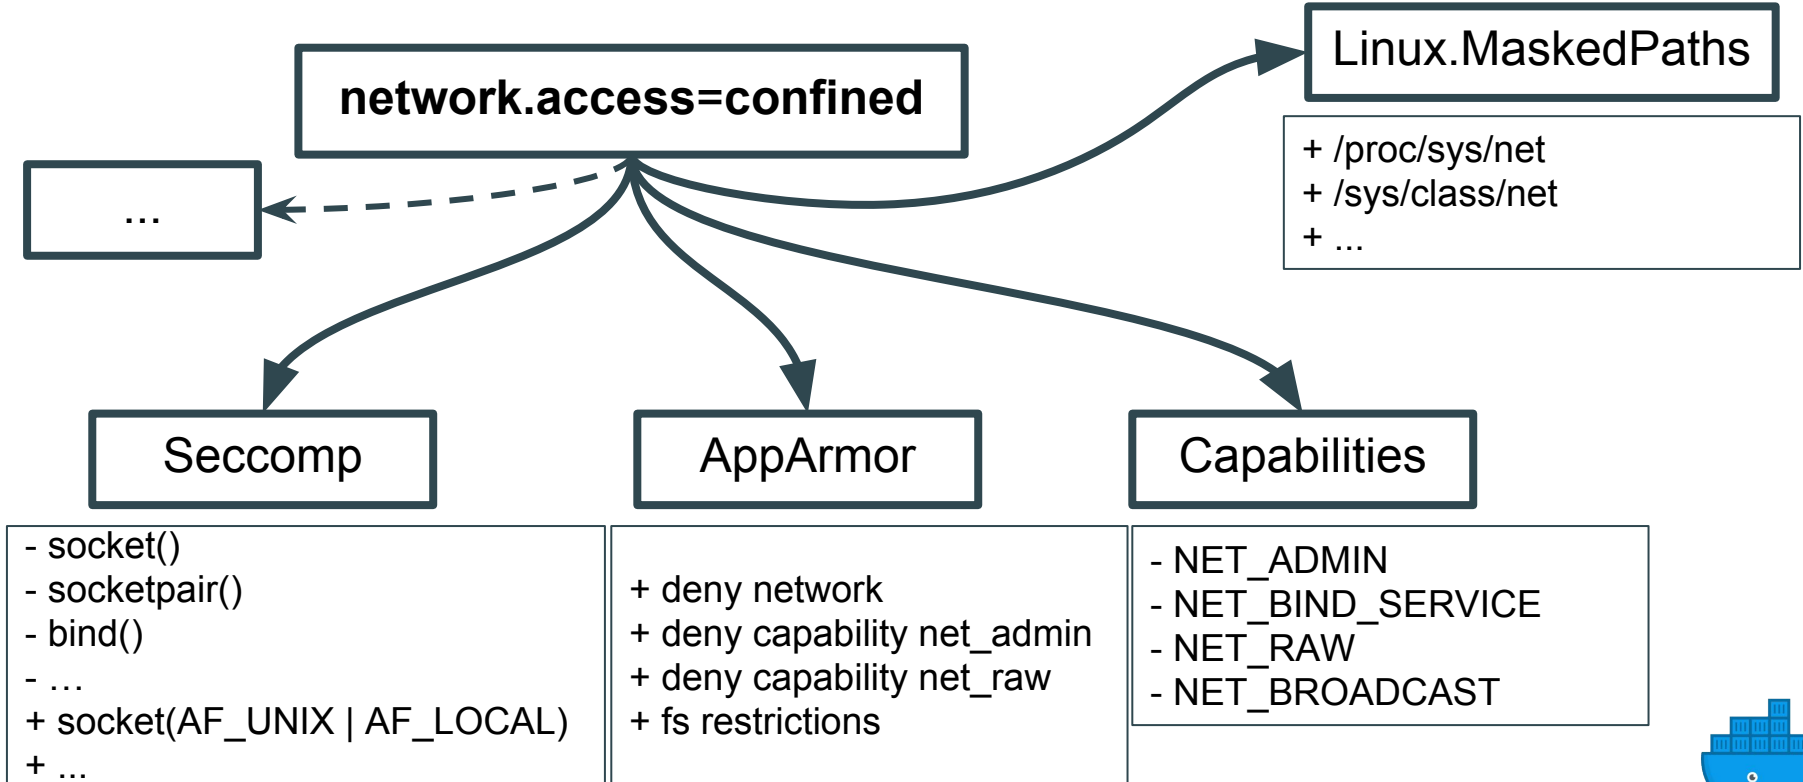 network.access=confined
Linux.MaskedPaths
+ /proc/sys/net
+ /sys/class/net
+ ...
...
Seccomp
- socket()
- socketpair()
- bind()
- …
+ socket(AF_UNIX | AF_LOCAL)
+ ...
AppArmor
+ deny network
+ deny capability net_admin
+ deny capability net_raw
+ fs restrictions
Capabilities
- NET_ADMIN
- NET_BIND_SERVICE
- NET_RAW
- NET_BROADCAST